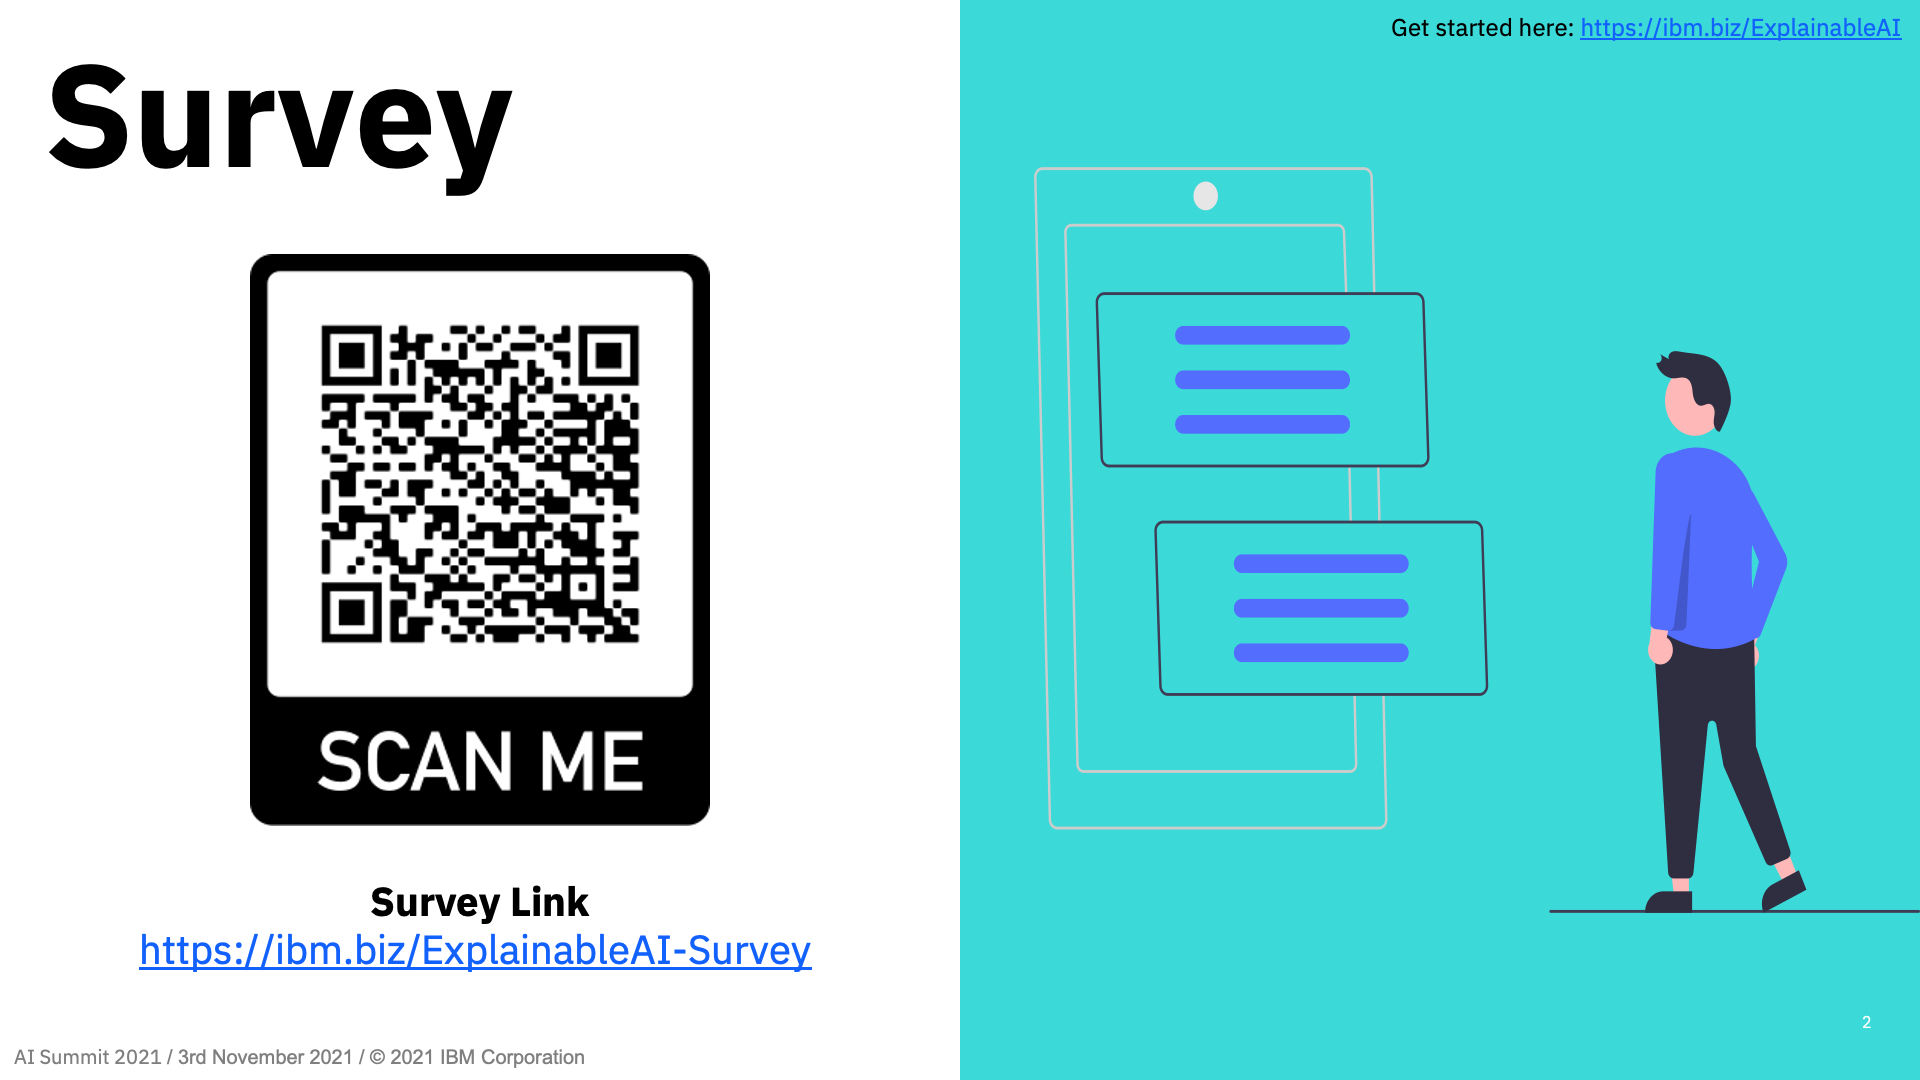 Get started here: https://ibm.biz/ExplainableAI
Survey
SCAN ME
Survey Link
https://ibm.biz/ExplainableAI-Survey
2
AI Summit 2021 / 3rd November 2021 / © 2021 IBM Corporation